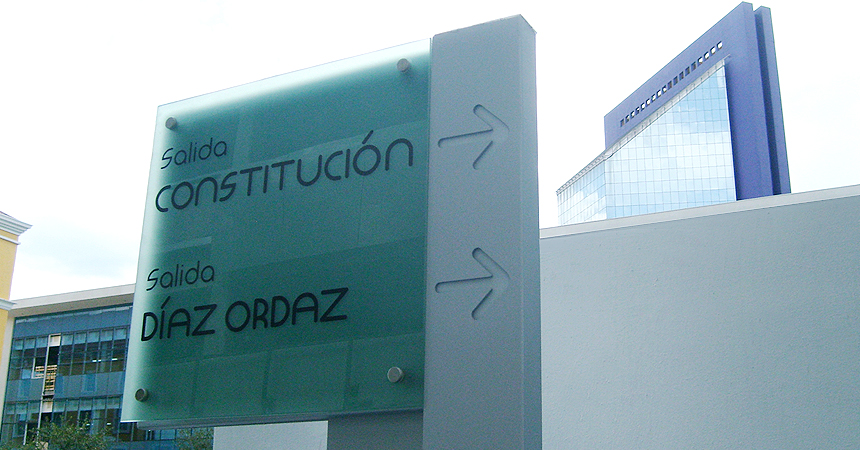 Salida
CONSTITUCIÓN
Salida
DÍAZ ORDAZ